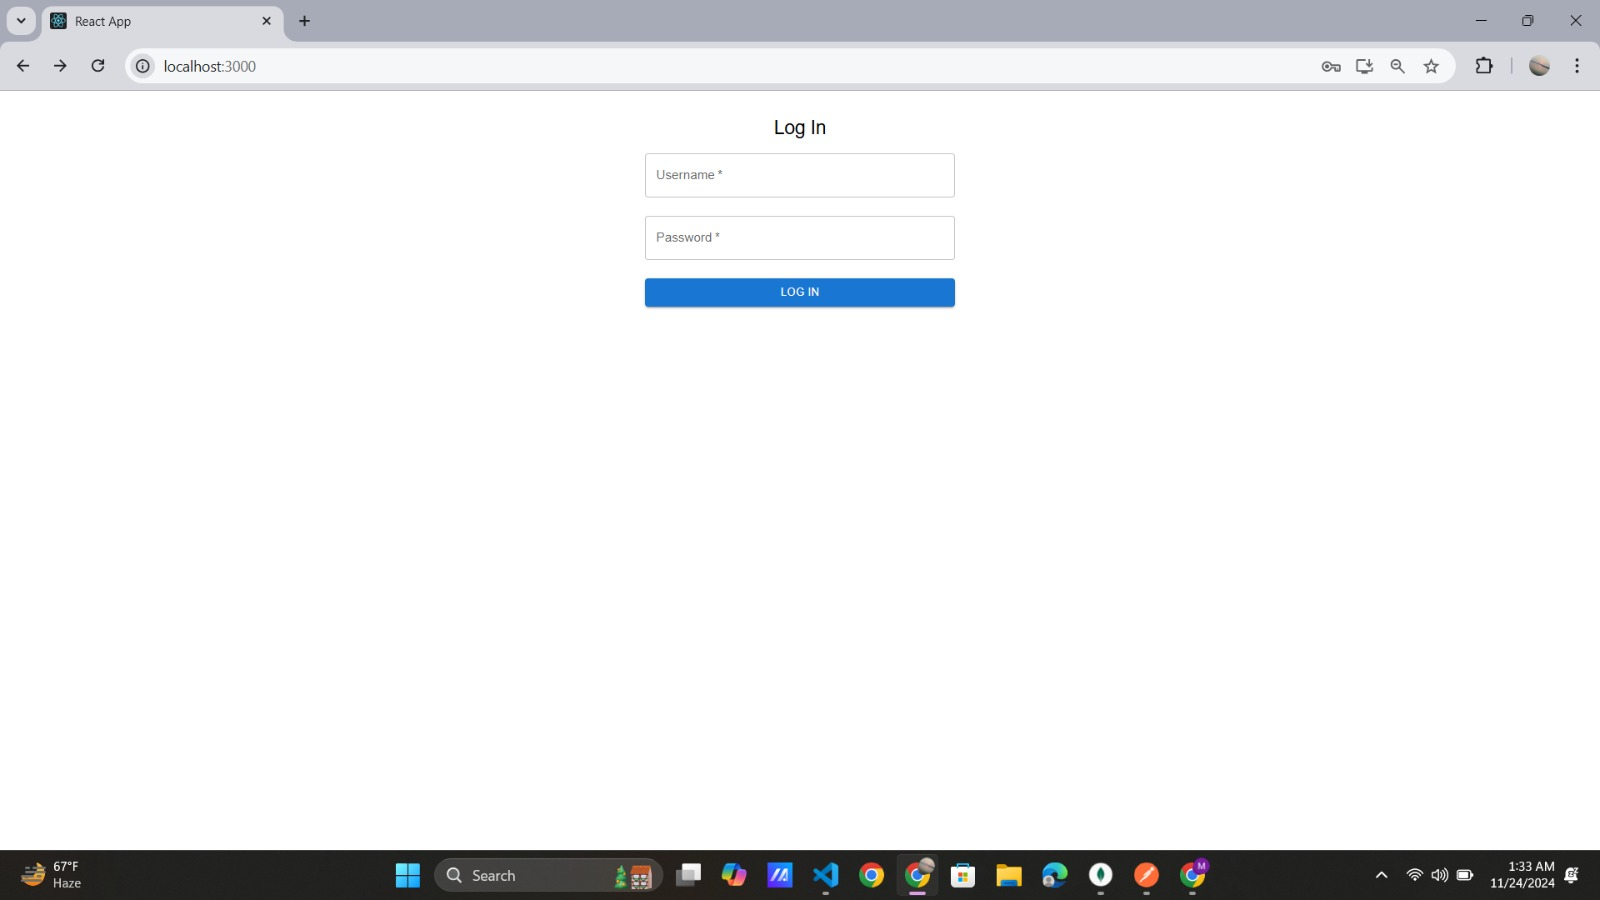 React App
localhost:3000
Log In
Username *
Password *
LOG IN
67°F
Haze
Search
M
1:33 AM
11/24/2024